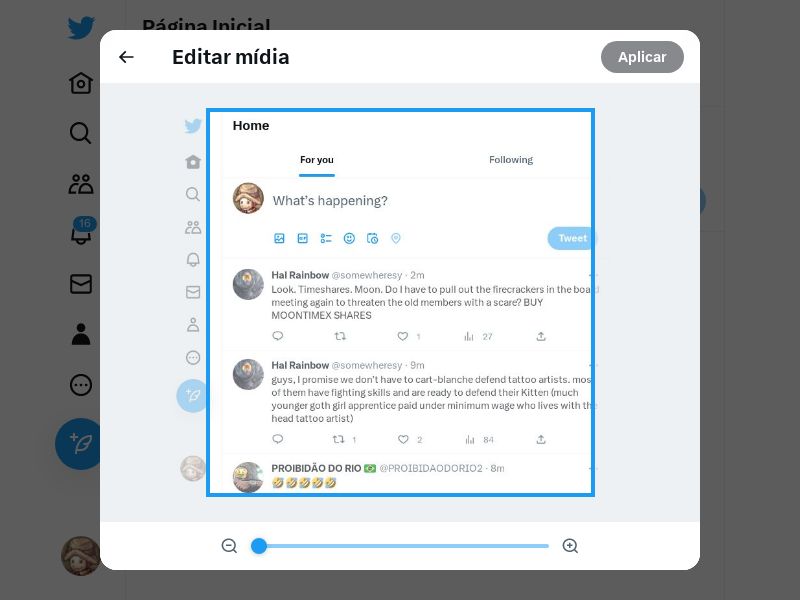 Página Inicial
Editar mídia
Aplicar
16
Home
For you
Following
What's happening?
Tweet
Hal Rainbow @somewheresy · 2m
Look. Timeshares. Moon. Do I have to pull out the firecrackers in the board
meeting again to threaten the old members with a scare? BUY
MOONTIMEX SHARES
1
27
Hal Rainbow @somewheresy · 9m
guys, I promise we don't have to cart-blanche defend tattoo artists. most
of them have fighting skills and are ready to defend their Kitten (much
younger goth girl apprentice paid under minimum wage who lives with the
head tattoo artist)
1
2
84
PROIBIDÃO DO RIO 🇧🇷 @PROIBIDAODORIO2 · 8m
🤣🤣🤣🤣🤣